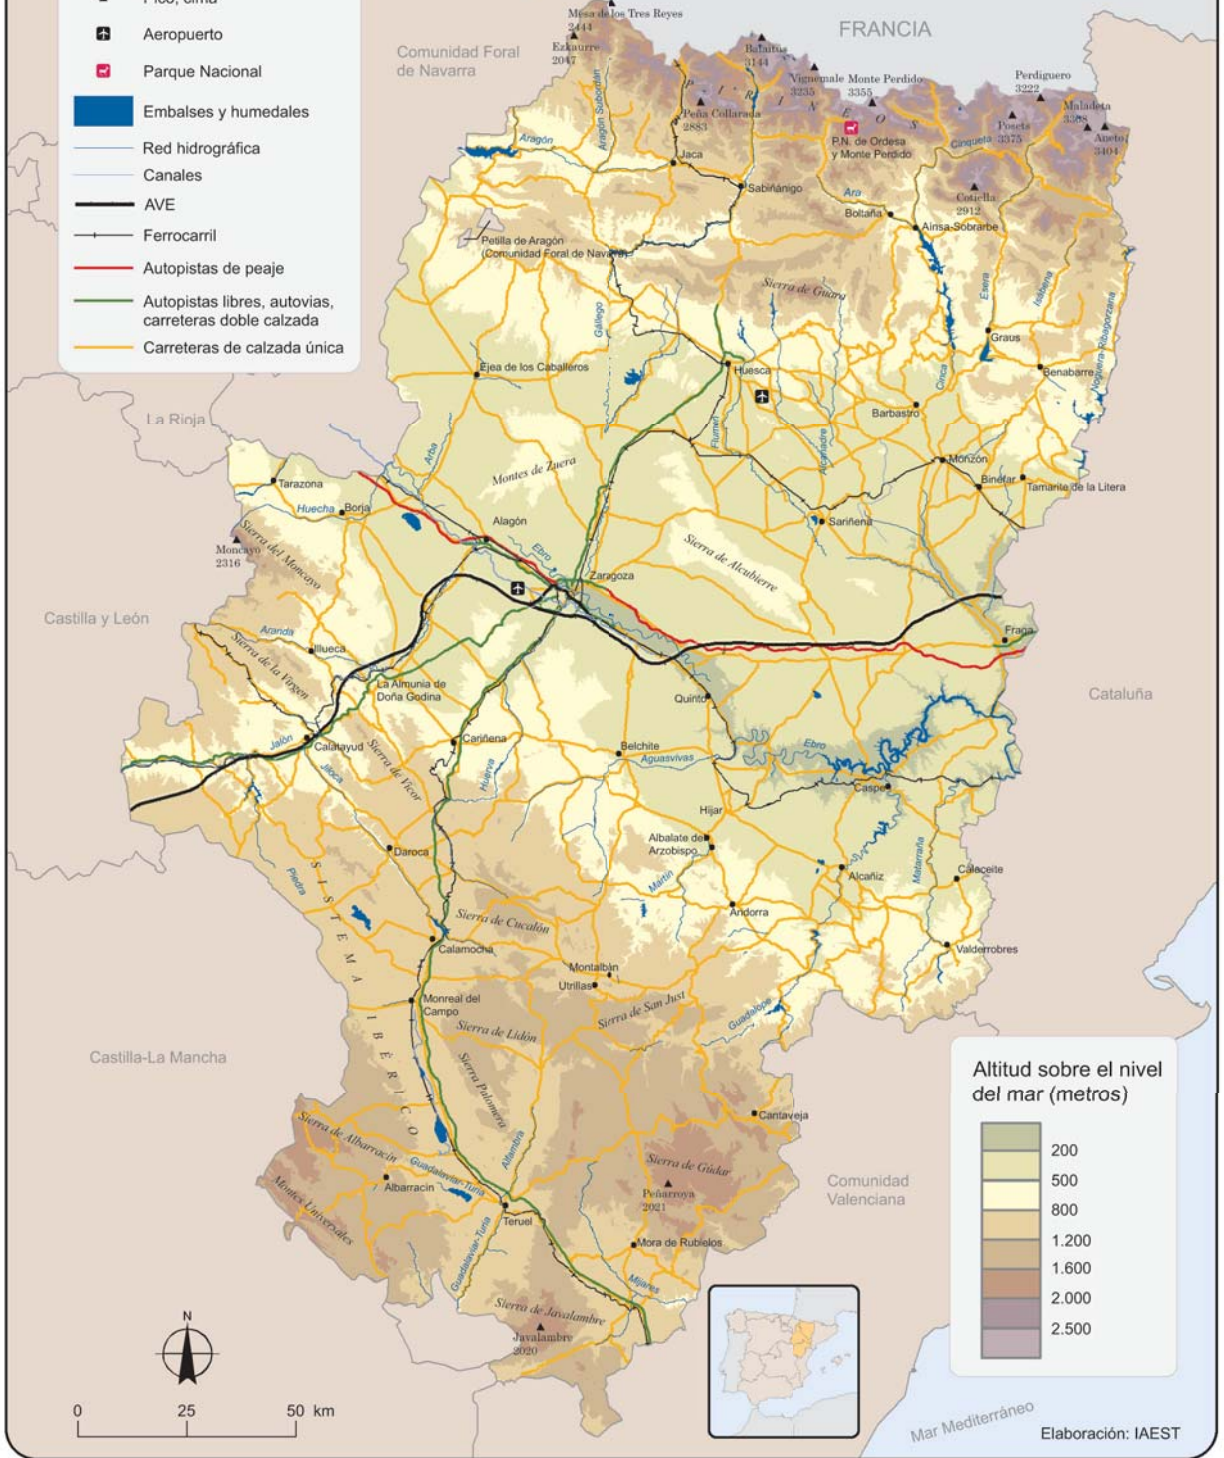 Pico, cima
Aeropuerto
Parque Nacional
Embalses y humedales
Red hidrográfica
Canales
AVE
Ferrocarril
Autopistas de peaje
Autopistas libres, autovias,
carreteras doble calzada
Carreteras de calzada única
Comunidad Foral
de Navarra
FRANCIA
Mesa de los Tres Reyes
2444
Ezkaurre
2047
Balaitús
3144
Vignemale
3235
Monte Perdido
3355
Perdiguero
3222
Maladeta
3308
Posets
3375
Aneto
3404
Peña Collarada
2883
P I R I N E O S
P.N. de Ordesa
y Monte Perdido
Cinqueta
Cotiella
2912
Aragón Subordán
Aragón
Jaca
Sabiñánigo
Ara
Boltaña
Ainsa-Sobrarbe
Petilla de Aragón
(Comunidad Foral de Navarra)
Sierra de Guara
Gállego
Ésera
Isábena
Noguera-Ribagorzana
Graus
Benabarre
Cinca
Ejea de los Caballeros
Huesca
Barbastro
La Rioja
Arba
Flumen
Alcanadre
Montes de Zuera
Monzón
Binéfar
Tamarite de la Litera
Tarazona
Huecha
Borja
Alagón
Sariñena
Sierra del Moncayo
Moncayo
2316
Ebro
Zaragoza
Sierra de Alcubierre
Castilla y León
Aranda
Illueca
Sierra de la Virgen
Fraga
La Almunia de
Doña Godina
Quinto
Cataluña
Jalón
Calatayud
Cariñena
Belchite
Aguasvivas
Ebro
Jiloca
Sierra de Vicor
Huerva
Caspe
Híjar
Albalate del
Arzobispo
Daroca
Matarraña
Alcañiz
Calaceite
Piedra
Martín
Andorra
SISTEMA IBÉRICO
Sierra de Cucalón
Calamocha
Valderrobres
Montalbán
Utrillas
Monreal del
Campo
Sierra de San Just
Guadalope
Sierra de Lidón
Castilla-La Mancha
Sierra Palomera
Cantavieja
Sierra de Albarracín
Alfambra
Guadalaviar-Turia
Sierra de Gúdar
Albarracín
Peñarroya
2021
Comunidad
Valenciana
Montes Universales
Teruel
Mora de Rubielos
Guadalaviar-Turia
Mijares
Sierra de Javalambre
Javalambre
2020
Altitud sobre el nivel
del mar (metros)
200
500
800
1.200
1.600
2.000
2.500
N
0 25 50 km
Mar Mediterráneo
Elaboración: IAEST